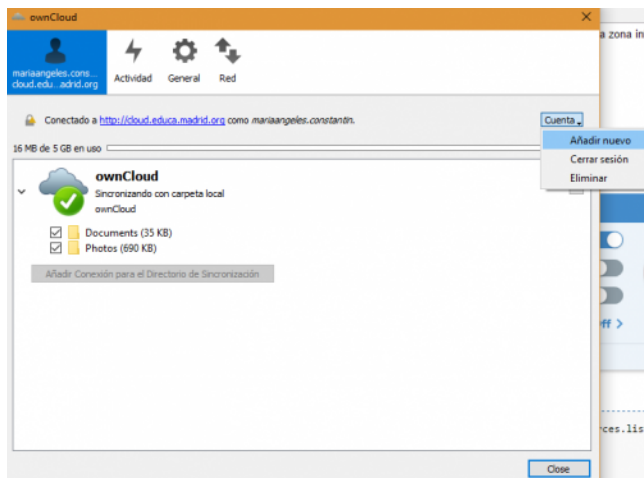 ownCloud
mariaangeles.cons...
cloud.edu...adrid.org
Actividad
General
Red
Conectado a http://cloud.educa.madrid.org como mariaangeles.constantin.
Cuenta
Añadir nuevo
Cerrar sesión
Eliminar
16 MB de 5 GB en uso
ownCloud
Sincronizando con carpeta local
ownCloud
Documents (35 KB)
Photos (690 KB)
Añadir Conexión para el Directorio de Sincronización
Close
a zona in
ff >
rces.lis